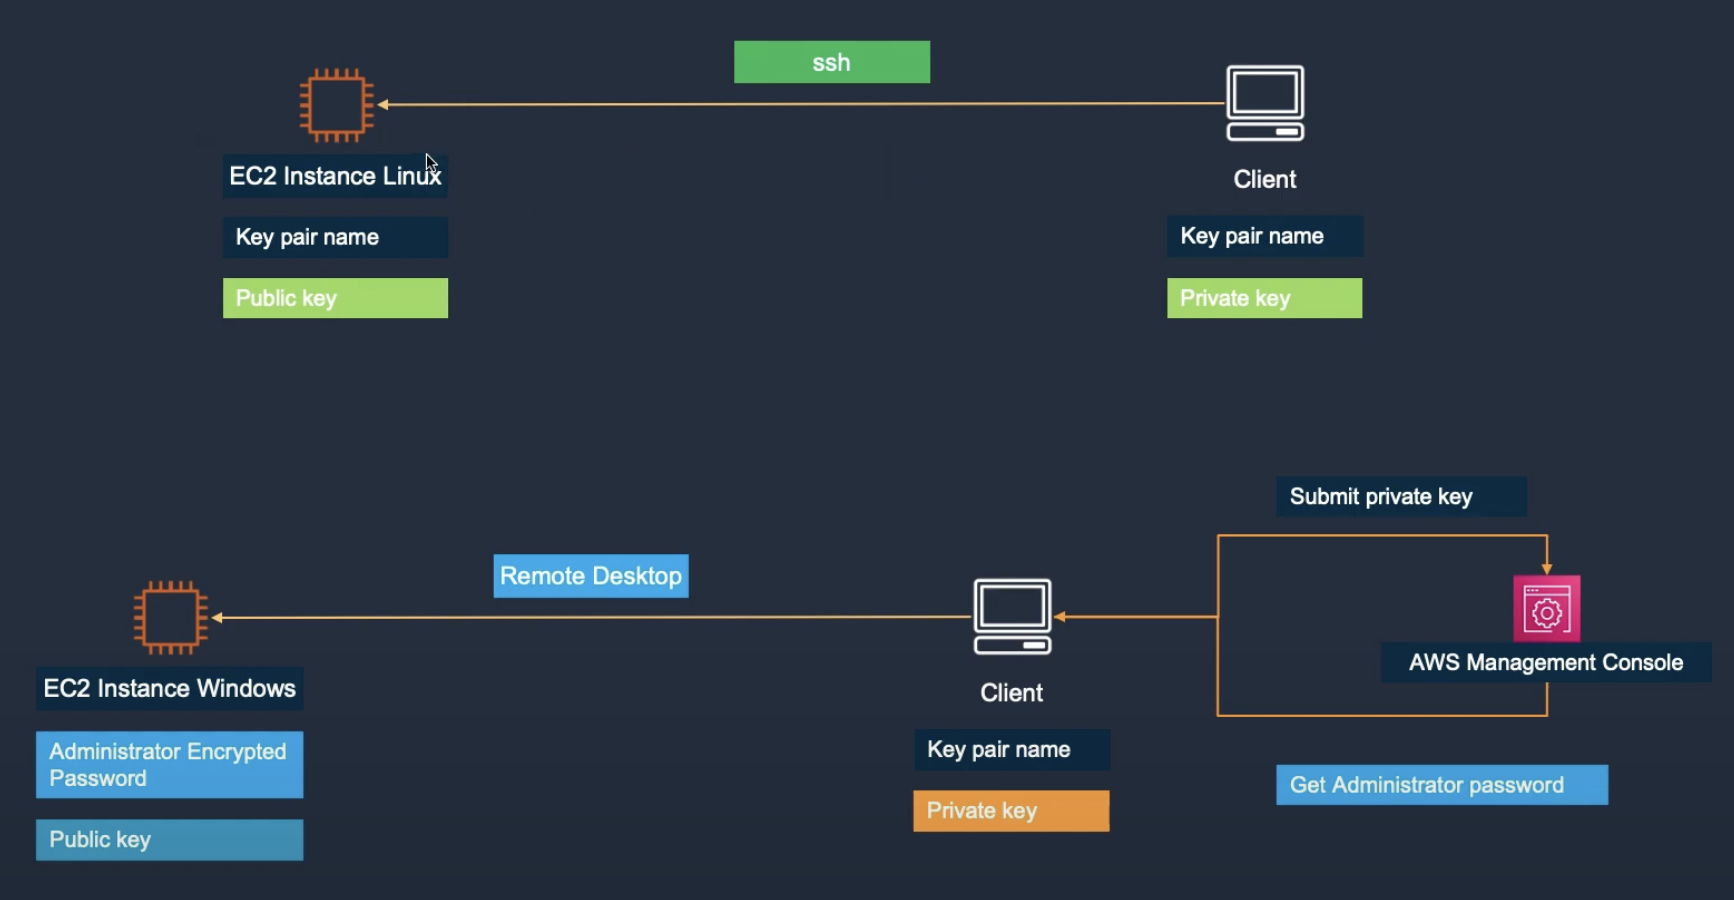 ssh
EC2 Instance Linux
Client
Key pair name
Key pair name
Public key
Private key
Submit private key
Remote Desktop
AWS Management Console
EC2 Instance Windows
Client
Administrator Encrypted
Password
Key pair name
Get Administrator password
Private key
Public key